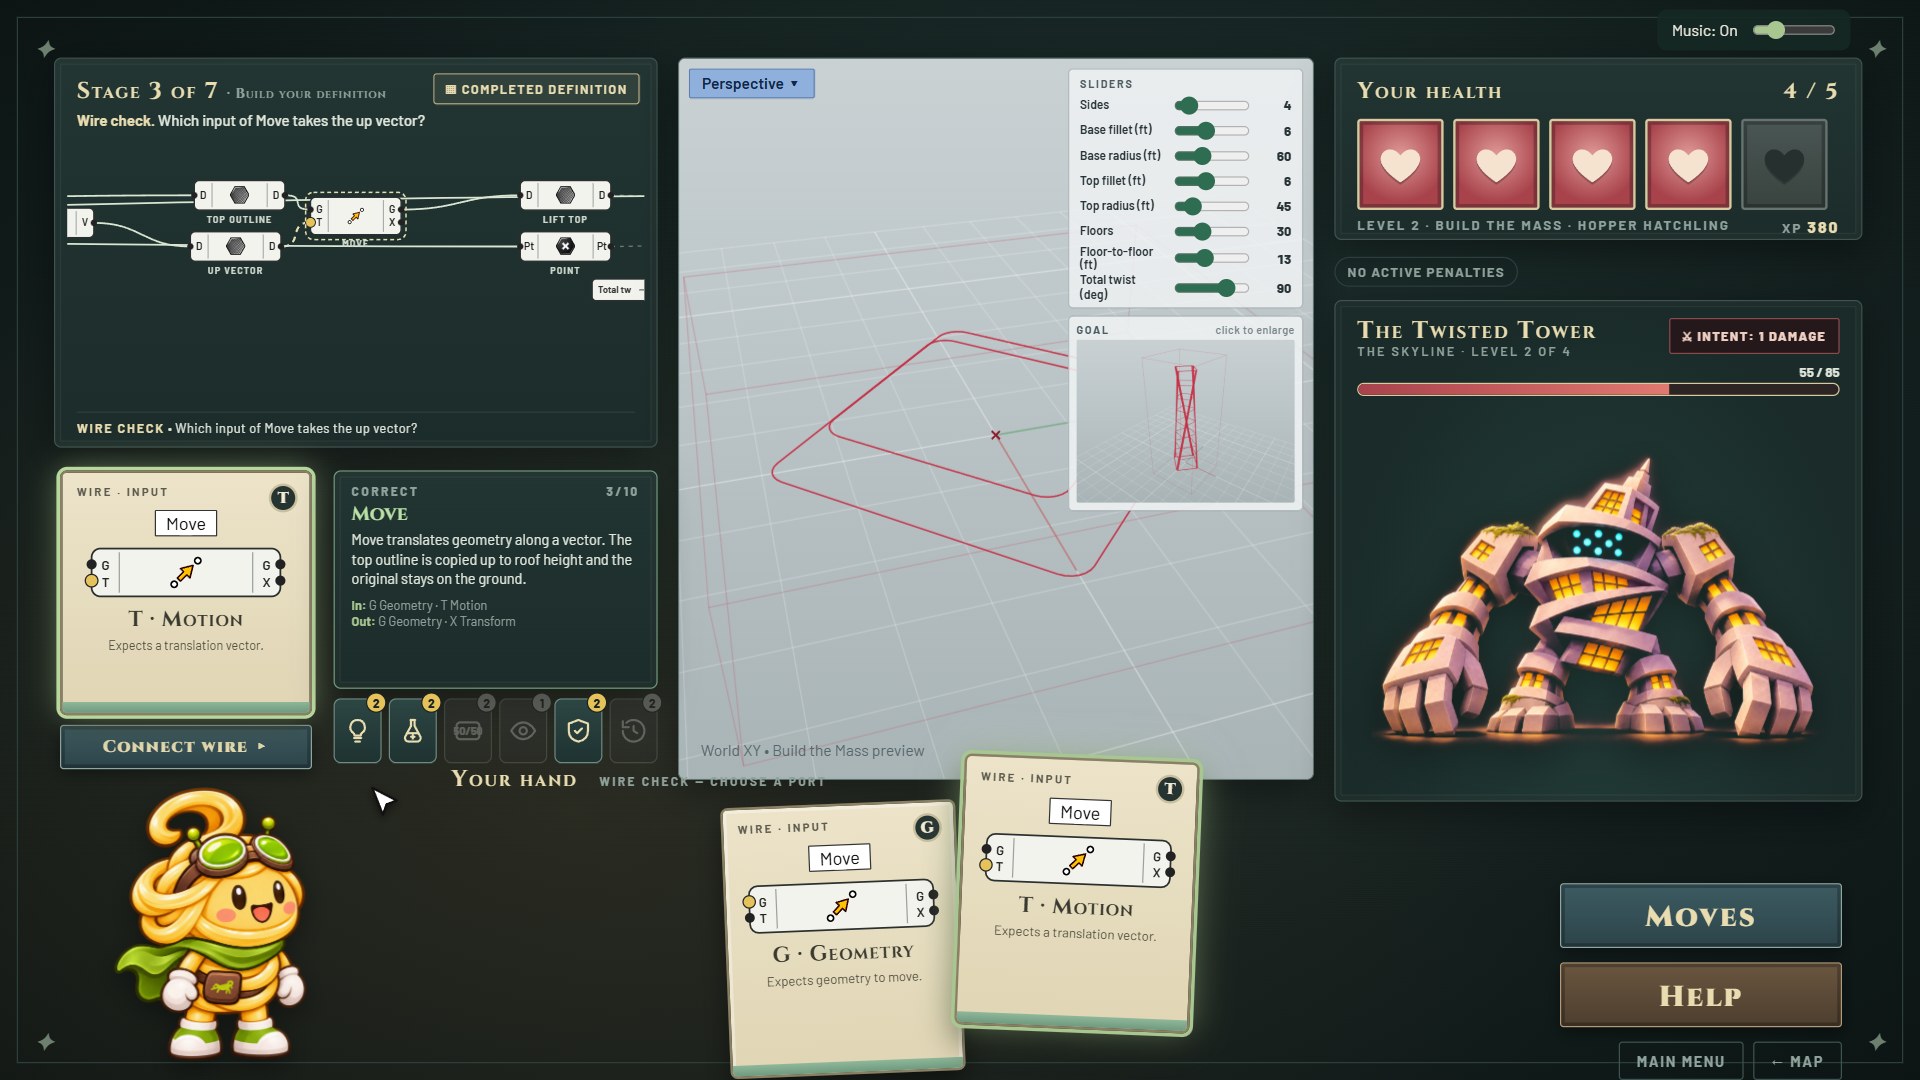 Music: On
Stage 3 of 7 · Build your definition
COMPLETED DEFINITION
Wire check. Which input of Move takes the up vector?
D D
TOP OUTLINE
G G
T X
MOVE
D D
LIFT TOP
V
D D
UP VECTOR
Pt Pt
POINT
Total tw
WIRE CHECK • Which input of Move takes the up vector?
WIRE · INPUT
T
Move
G G
T X
T · Motion
Expects a translation vector.
Connect wire
CORRECT 3/10
Move
Move translates geometry along a vector. The
top outline is copied up to roof height and the
original stays on the ground.
In: G Geometry · T Motion
Out: G Geometry · X Transform
2
2
2
50/50
1
2
2
Your hand
WIRE CHECK – CHOOSE A PORT
Perspective
SLIDERS
Sides 4
Base fillet (ft) 6
Base radius (ft) 60
Top fillet (ft) 6
Top radius (ft) 45
Floors 30
Floor-to-floor (ft) 13
Total twist (deg) 90
GOAL click to enlarge
World XY • Build the Mass preview
WIRE · INPUT
G
Move
G G
T X
G · Geometry
Expects geometry to move.
WIRE · INPUT
T
Move
G G
T X
T · Motion
Expects a translation vector.
Your health 4 / 5
LEVEL 2 · BUILD THE MASS · HOPPER HATCHLING
XP 380
NO ACTIVE PENALTIES
The Twisted Tower
THE SKYLINE · LEVEL 2 OF 4
INTENT: 1 DAMAGE
55 / 85
Moves
Help
MAIN MENU
← MAP